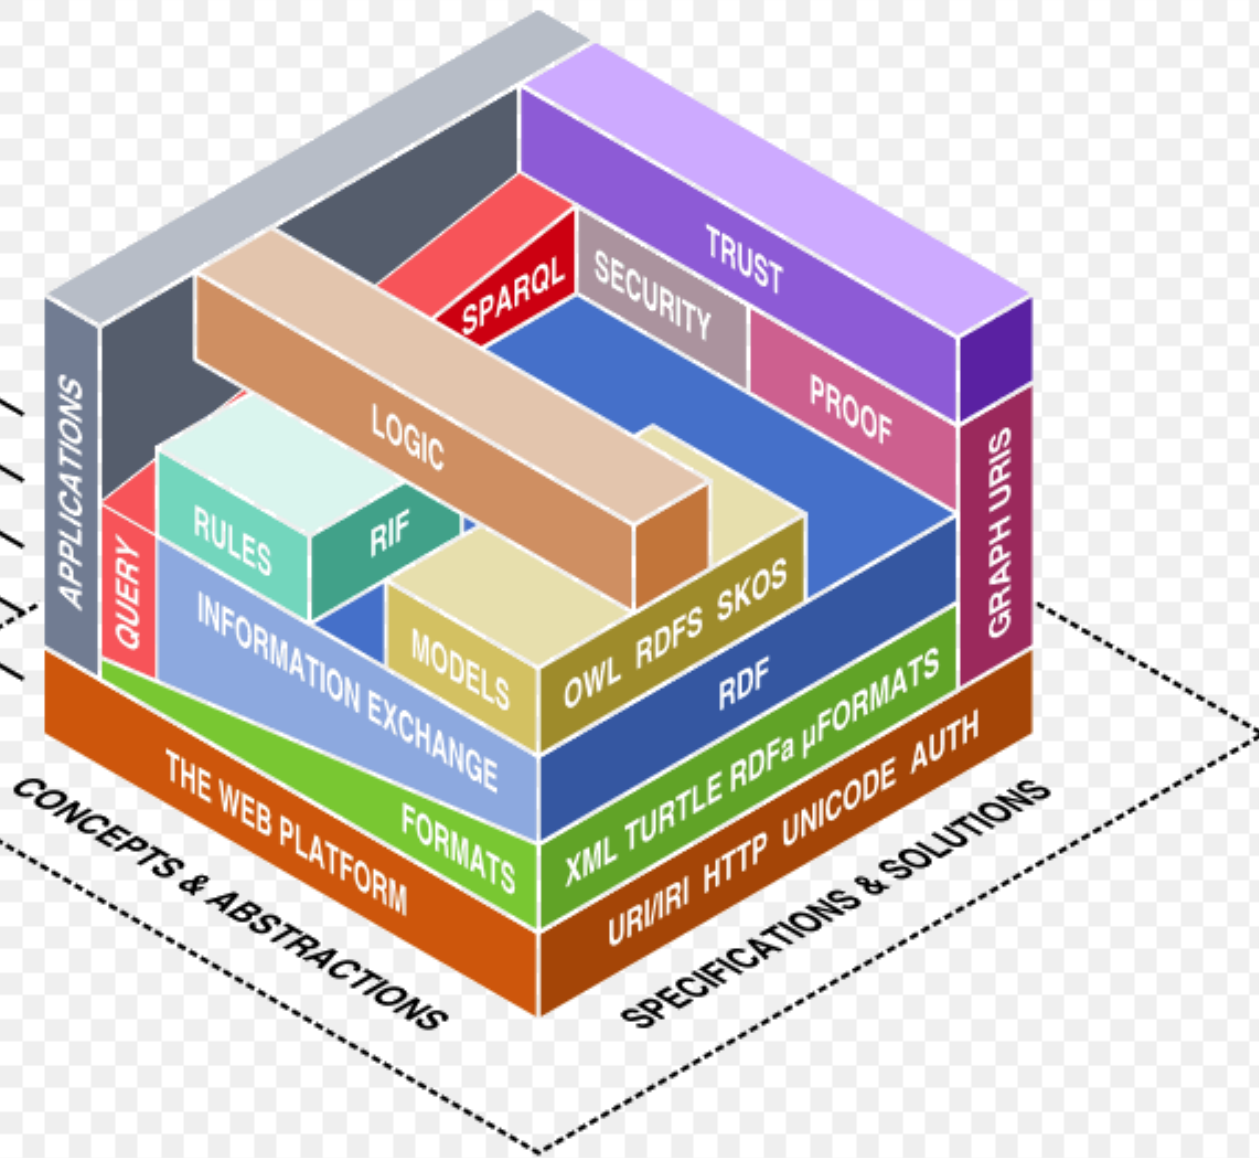 TRUST
SPARQL
SECURITY
PROOF
LOGIC
APPLICATIONS
RULES
RIF
GRAPH URIS
QUERY
INFORMATION EXCHANGE
MODELS
OWL RDFS SKOS
RDF
FORMATS
XML TURTLE RDFa µFORMATS
THE WEB PLATFORM
URI/IRI HTTP UNICODE AUTH
CONCEPTS & ABSTRACTIONS
SPECIFICATIONS & SOLUTIONS